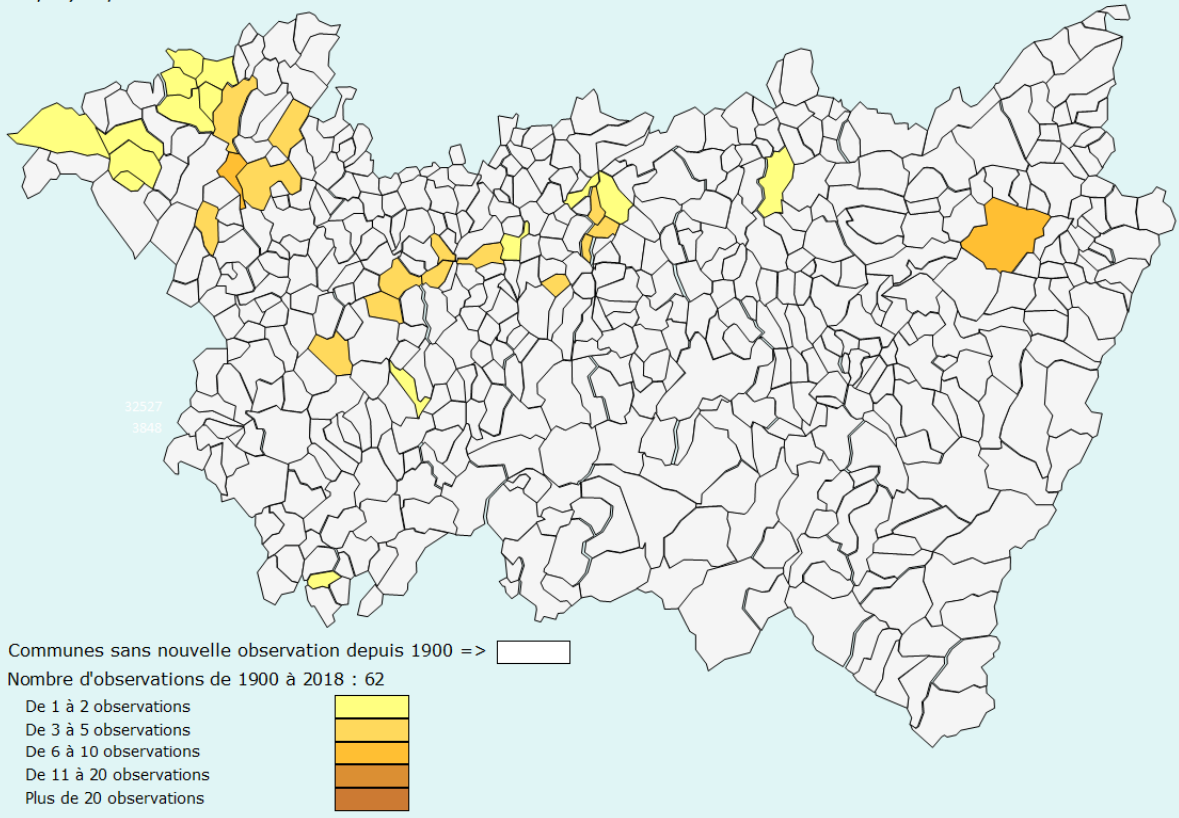 32527
3848
Communes sans nouvelle observation depuis 1900 =>
Nombre d'observations de 1900 à 2018 : 62
De 1 à 2 observations
De 3 à 5 observations
De 6 à 10 observations
De 11 à 20 observations
Plus de 20 observations